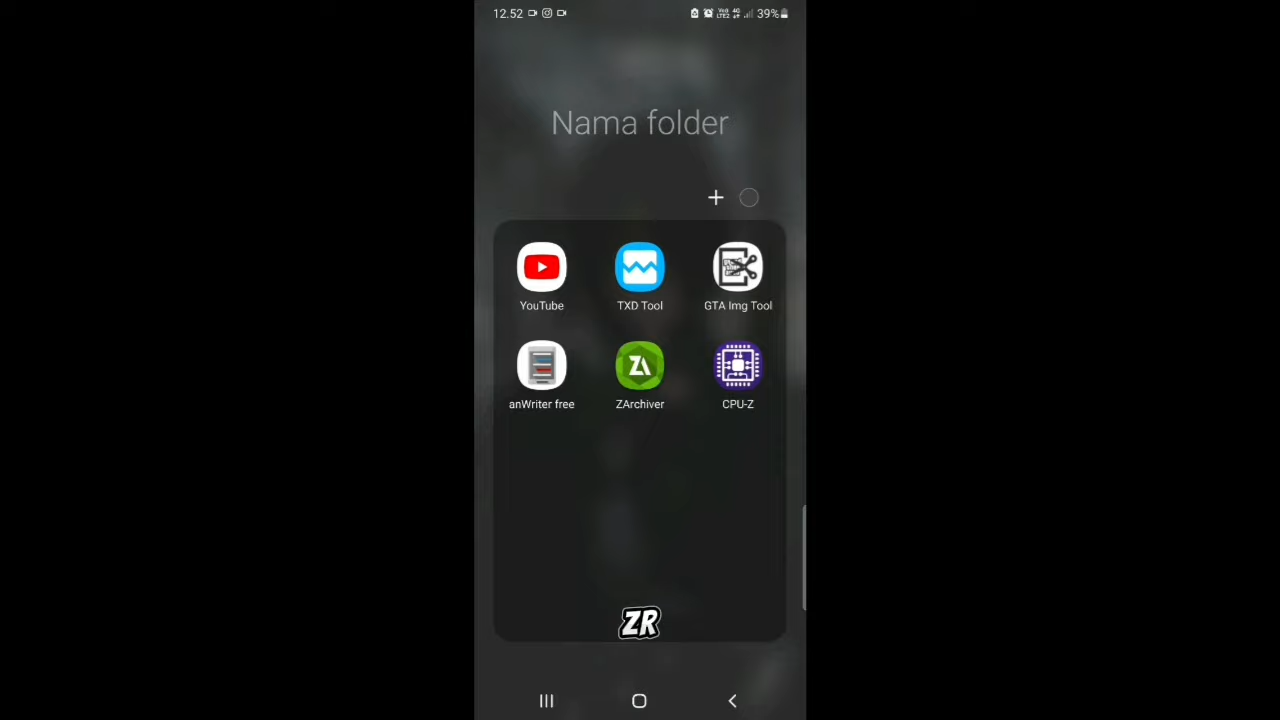 12.52 39%
Nama folder
YouTube TXD Tool GTA Img Tool
anWriter free ZArchiver CPU-Z
ZR